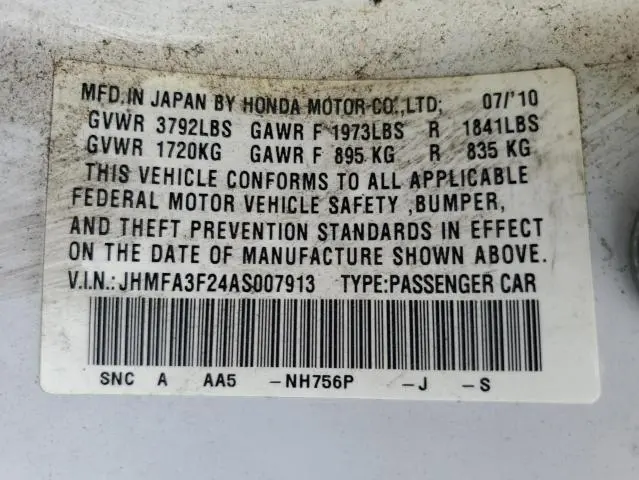 MFD.IN JAPAN BY HONDA MOTOR CO.,LTD; 07/'10
GVWR 3792LBS GAWR F 1973LBS R 1841LBS
GVWR 1720KG GAWR F 895 KG R 835 KG
THIS VEHICLE CONFORMS TO ALL APPLICABLE
FEDERAL MOTOR VEHICLE SAFETY ,BUMPER,
AND THEFT PREVENTION STANDARDS IN EFFECT
ON THE DATE OF MANUFACTURE SHOWN ABOVE.
V.I.N.:JHMFA3F24AS007913 TYPE:PASSENGER CAR
SNC A AA5 -NH756P -J -S